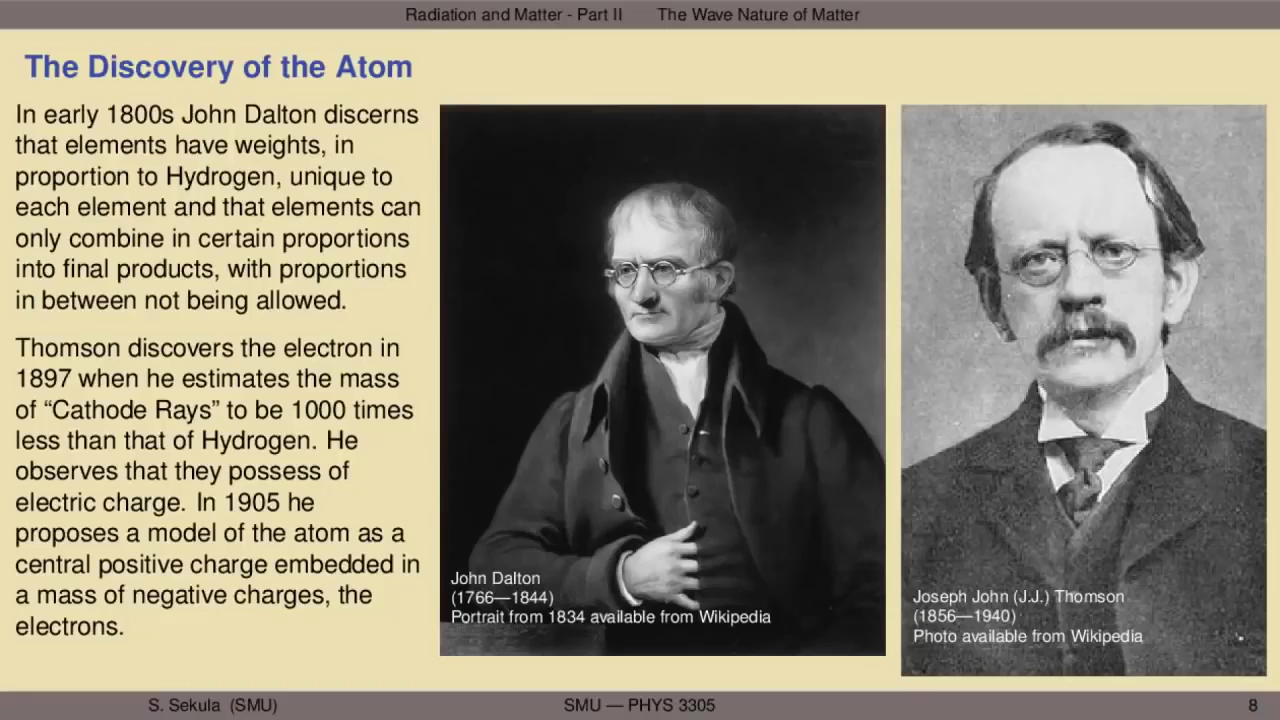 Radiation and Matter - Part II The Wave Nature of Matter
The Discovery of the Atom
In early 1800s John Dalton discerns
that elements have weights, in
proportion to Hydrogen, unique to
each element and that elements can
only combine in certain proportions
into final products, with proportions
in between not being allowed.
Thomson discovers the electron in
1897 when he estimates the mass
of “Cathode Rays” to be 1000 times
less than that of Hydrogen. He
observes that they possess of
electric charge. In 1905 he
proposes a model of the atom as a
central positive charge embedded in
a mass of negative charges, the
electrons.
John Dalton
(1766—1844)
Portrait from 1834 available from Wikipedia
Joseph John (J.J.) Thomson
(1856—1940)
Photo available from Wikipedia
S. Sekula (SMU) SMU — PHYS 3305 8